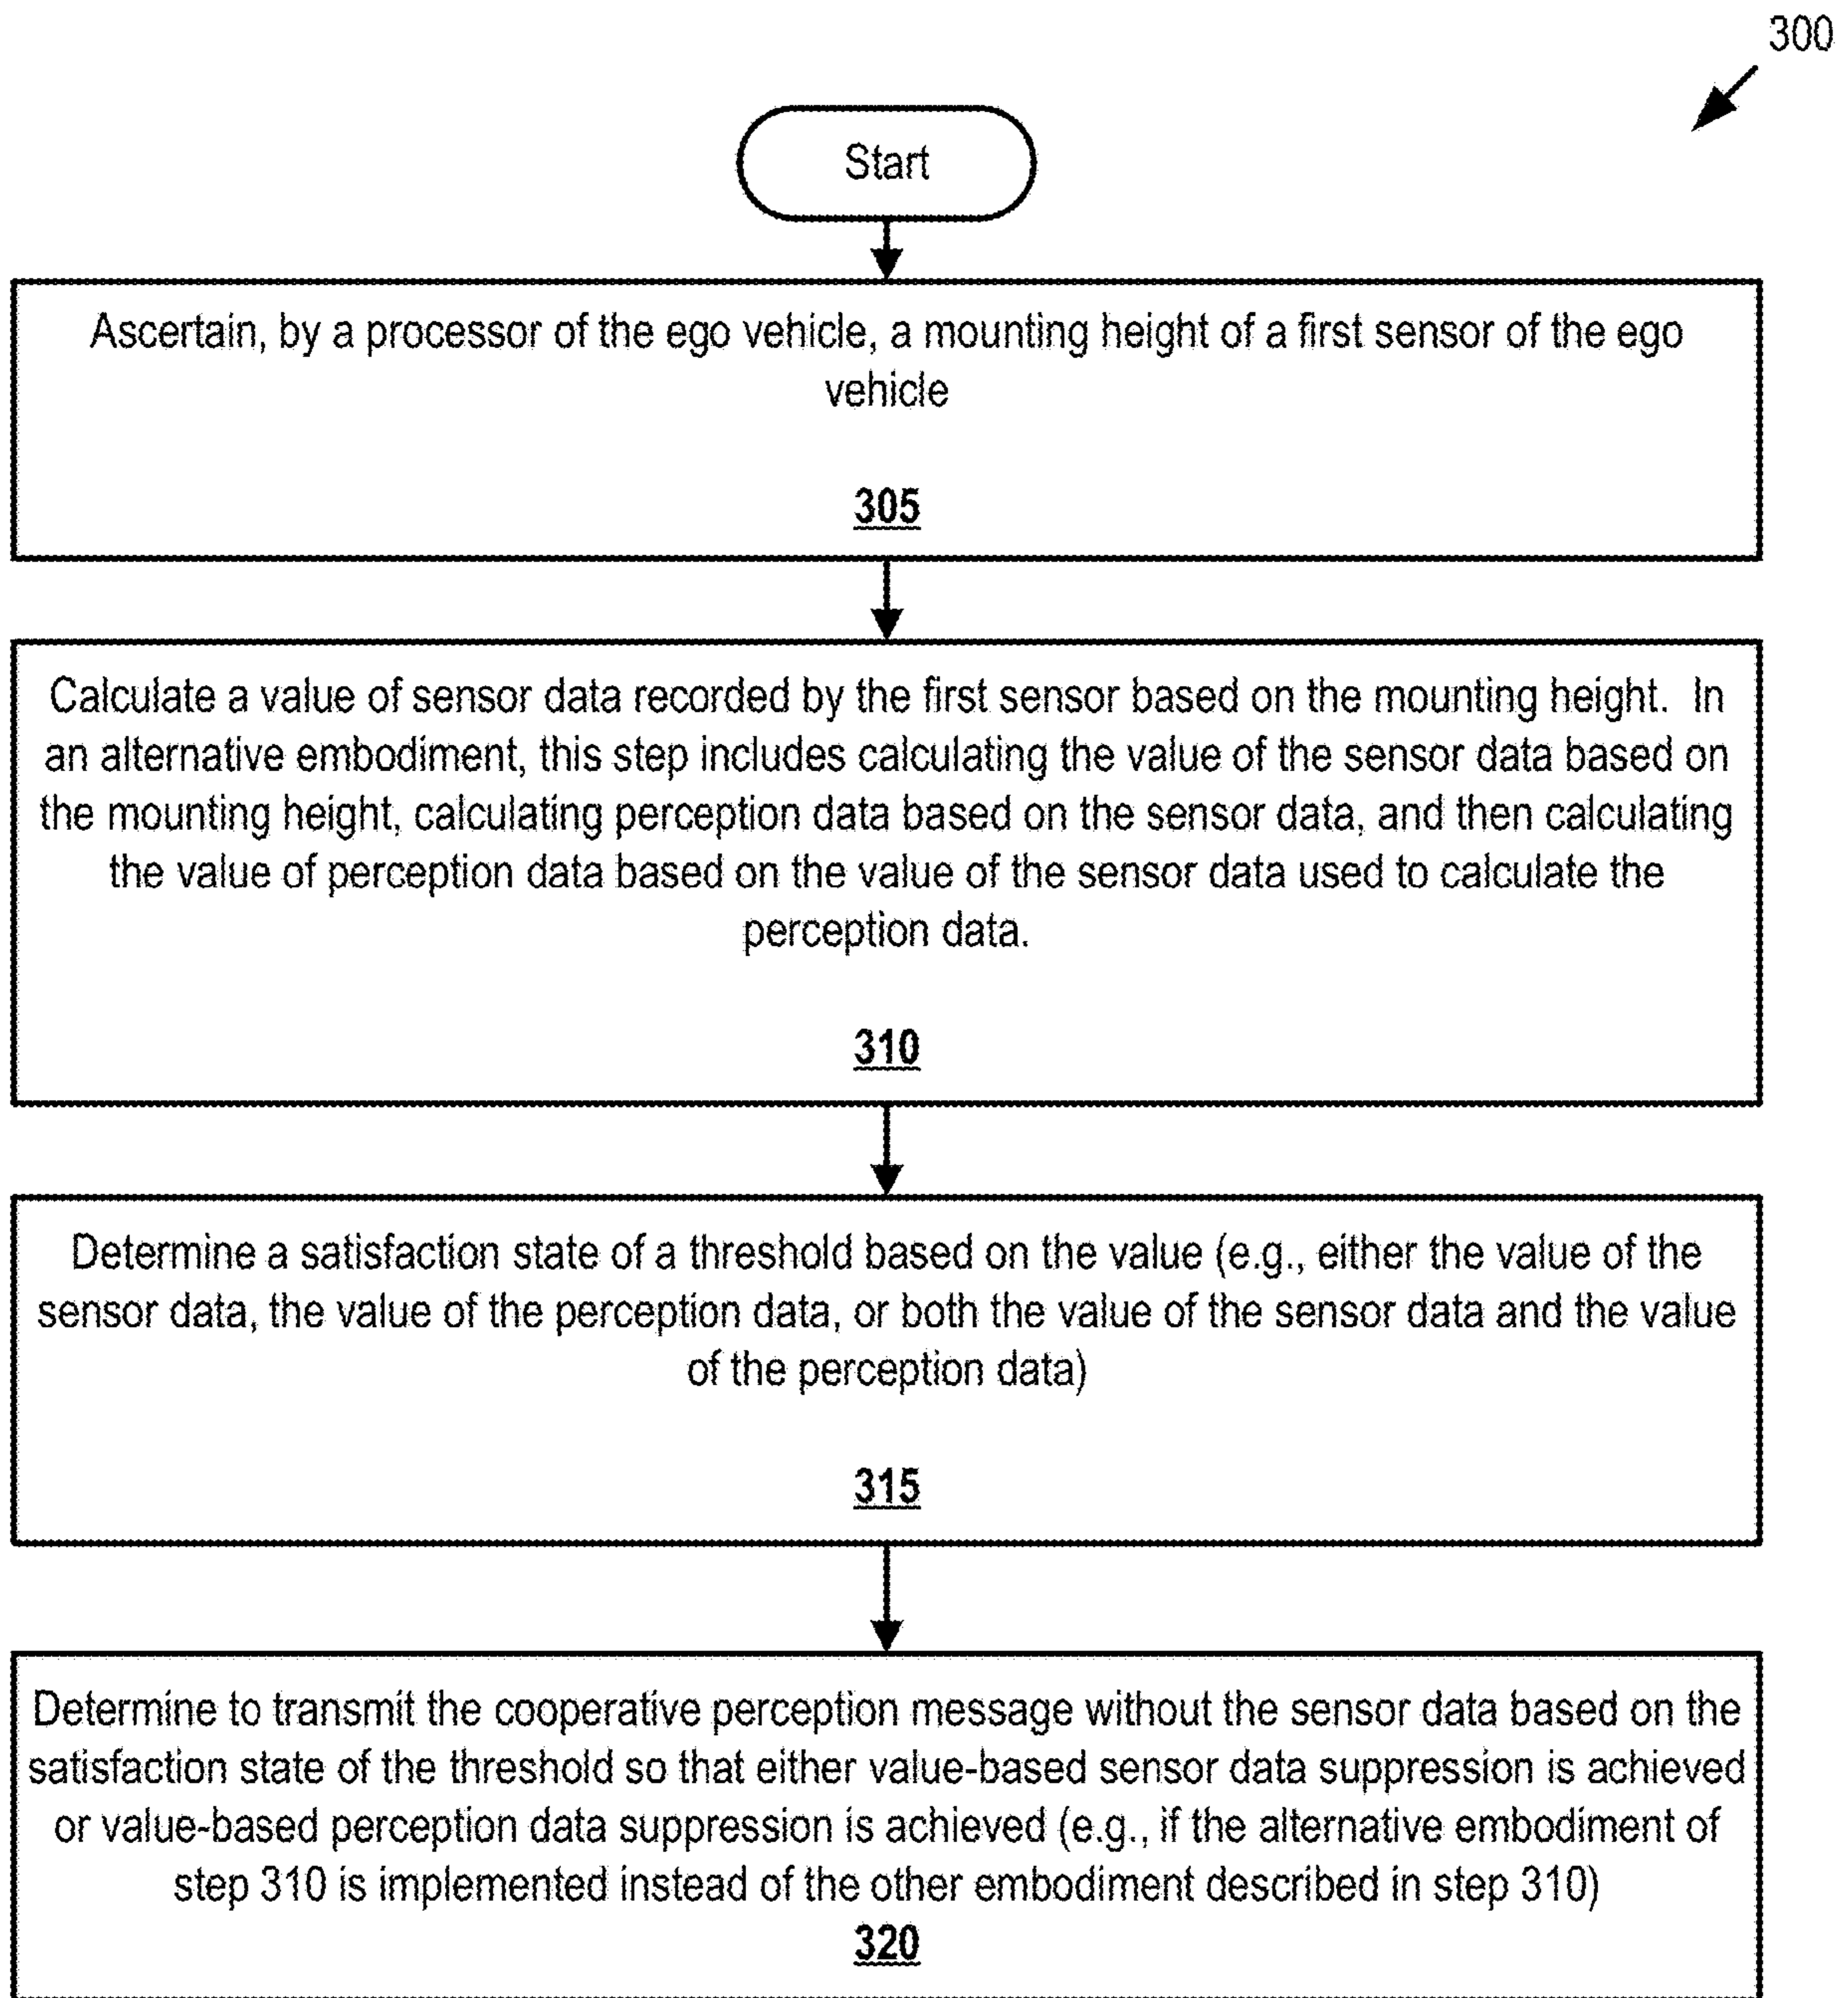 300
Start
Ascertain, by a processor of the ego vehicle, a mounting height of a first sensor of the ego
vehicle
305
Calculate a value of sensor data recorded by the first sensor based on the mounting height.  In
an alternative embodiment, this step includes calculating the value of the sensor data based on
the mounting height, calculating perception data based on the sensor data, and then calculating
the value of perception data based on the value of the sensor data used to calculate the
perception data.
310
Determine a satisfaction state of a threshold based on the value (e.g., either the value of the
sensor data, the value of the perception data, or both the value of the sensor data and the value
of the perception data)
315
Determine to transmit the cooperative perception message without the sensor data based on the
satisfaction state of the threshold so that either value-based sensor data suppression is achieved
or value-based perception data suppression is achieved (e.g., if the alternative embodiment of
step 310 is implemented instead of the other embodiment described in step 310)
320